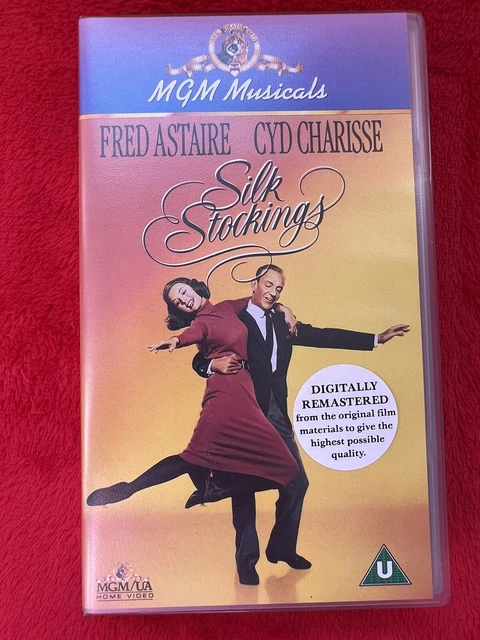 MGM Musicals
FRED ASTAIRE CYD CHARISSE
Silk
Stockings
DIGITALLY
REMASTERED
from the original film
materials to give the
highest possible
quality.
MGM/UA
HOME VIDEO
U